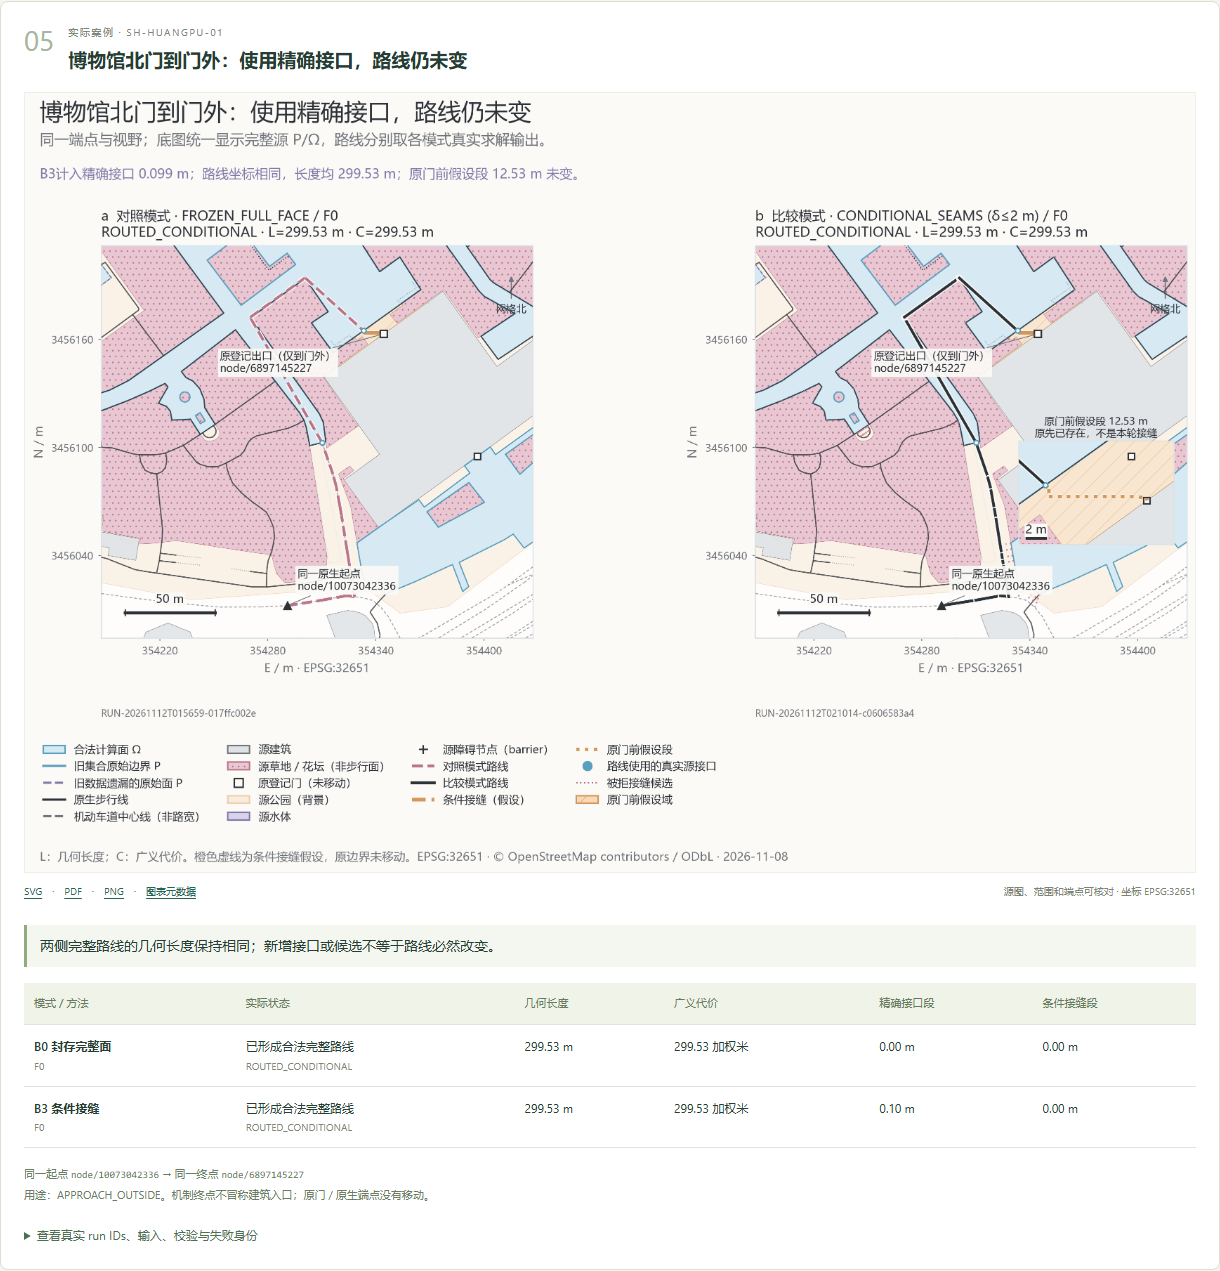 05
实际案例 · SH-HUANGPU-01
博物馆北门到门外：使用精确接口，路线仍未变
博物馆北门到门外：使用精确接口，路线仍未变
同一端点与视野；底图统一显示完整源 P/Ω，路线分别取各模式真实求解输出。
B3计入精确接口 0.099 m；路线坐标相同，长度均 299.53 m；原门前假设段 12.53 m 未变。
a 对照模式 · FROZEN_FULL_FACE / F0
ROUTED_CONDITIONAL · L=299.53 m · C=299.53 m
网格北
3456160
3456100
3456040
N / m
原登记出口（仅到门外）
node/6897145227
同一原生起点
node/10073042336
50 m
354220
354280
354340
354400
E / m · EPSG:32651
RUN-20261112T015659-017ffc002e
b 比较模式 · CONDITIONAL_SEAMS (δ≤2 m) / F0
ROUTED_CONDITIONAL · L=299.53 m · C=299.53 m
网格北
3456160
3456100
3456040
N / m
原登记出口（仅到门外）
node/6897145227
原门前假设段 12.53 m
原先已存在，不是本轮接缝
2 m
同一原生起点
node/10073042336
50 m
354220
354280
354340
354400
E / m · EPSG:32651
RUN-20261112T021014-c0606583a4
合法计算面 Ω
旧集合原始边界 P
旧数据遗漏的原始面 P
原生步行线
机动车道中心线（非路宽）
源建筑
源草地 / 花坛（非步行面）
原登记门（未移动）
源公园（背景）
源水体
源障碍节点（barrier）
对照模式路线
比较模式路线
条件接缝（假设）
原门前假设段
路线使用的真实源接口
被拒接缝候选
原门前假设域
L：几何长度；C：广义代价。橙色虚线为条件接缝假设，原边界未移动。EPSG:32651 · © OpenStreetMap contributors / ODbL · 2026-11-08
SVG · PDF · PNG · 图表元数据
源图、范围和端点可核对 · 坐标 EPSG:32651
两侧完整路线的几何长度保持相同；新增接口或候选不等于路线必然改变。
模式 / 方法 实际状态 几何长度 广义代价 精确接口段 条件接缝段
B0 封存完整面 已形成合法完整路线 299.53 m 299.53 加权米 0.00 m 0.00 m
F0 ROUTED_CONDITIONAL
B3 条件接缝 已形成合法完整路线 299.53 m 299.53 加权米 0.10 m 0.00 m
F0 ROUTED_CONDITIONAL
同一起点 node/10073042336 → 同一终点 node/6897145227
用途：APPROACH_OUTSIDE。机制终点不冒称建筑入口；原门 / 原生端点没有移动。
▶ 查看真实 run IDs、输入、校验与失败身份